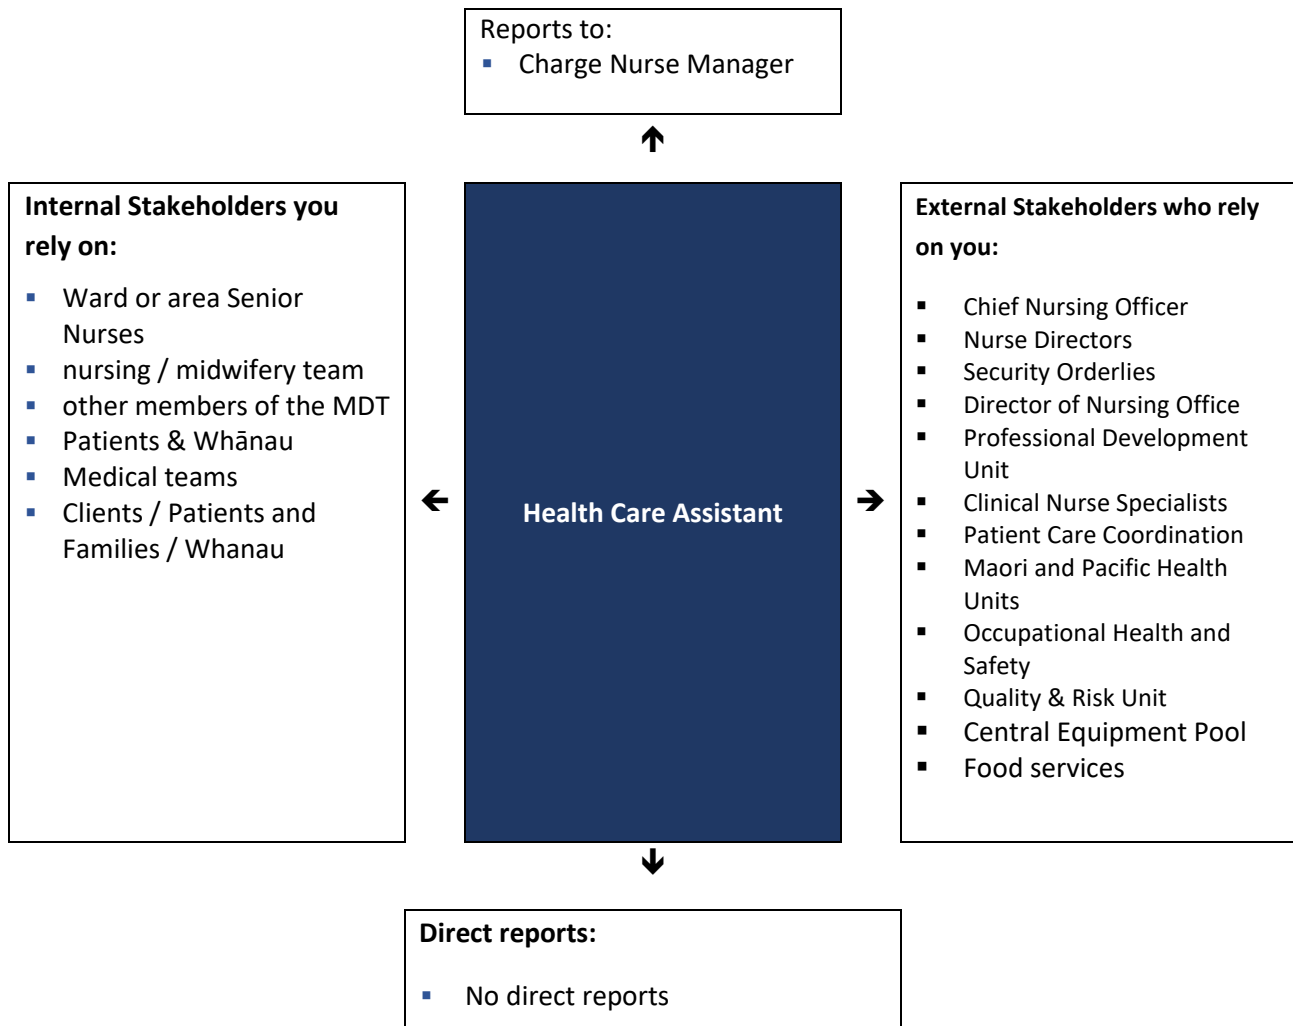 Reports to:
▪ Charge Nurse Manager
🡩
Internal Stakeholders you
rely on:
▪ Ward or area Senior
Nurses
▪ nursing / midwifery team
▪ other members of the MDT
▪ Patients & Whānau
▪ Medical teams
▪ Clients / Patients and
Families / Whanau
🡨
Health Care Assistant
🡪
External Stakeholders who rely
on you:
▪ Chief Nursing Officer
▪ Nurse Directors
▪ Security Orderlies
▪ Director of Nursing Office
▪ Professional Development
Unit
▪ Clinical Nurse Specialists
▪ Patient Care Coordination
▪ Maori and Pacific Health
Units
▪ Occupational Health and
Safety
▪ Quality & Risk Unit
▪ Central Equipment Pool
▪ Food services
🡫
Direct reports:
▪ No direct reports